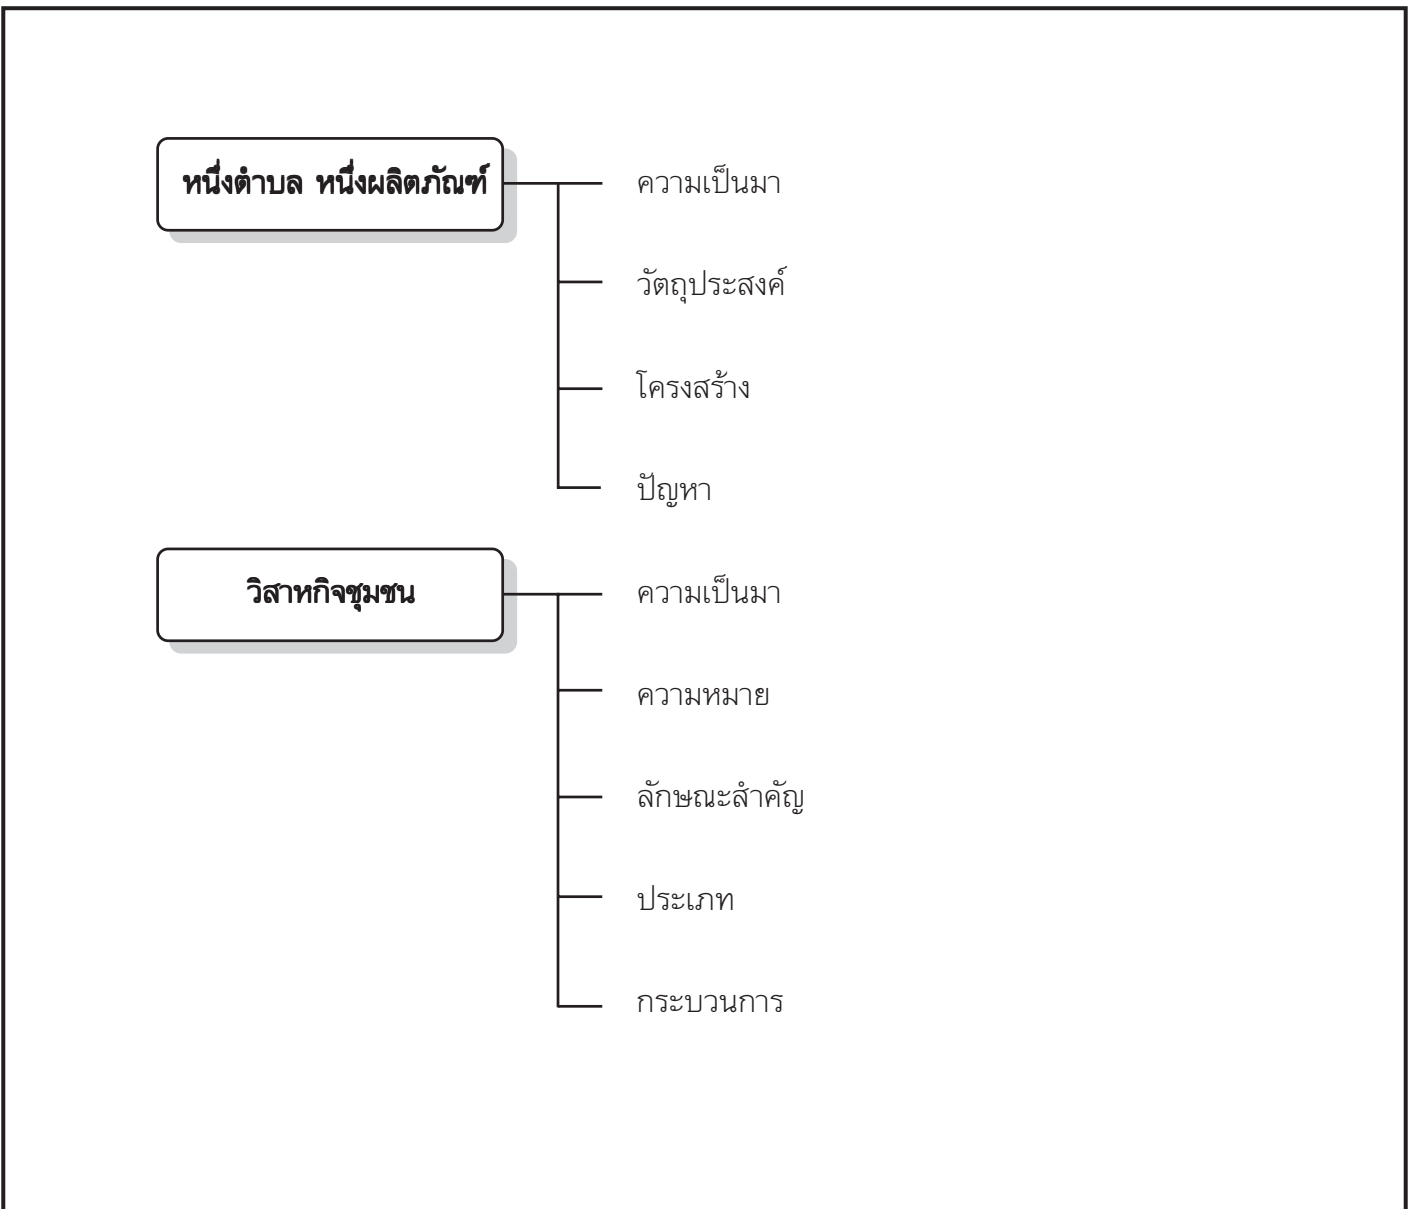 หนึ่งตำบล หนึ่งผลิตภัณฑ์
ความเป็นมา
วัตถุประสงค์
โครงสร้าง
ปัญหา
วิสาหกิจชุมชน
ความเป็นมา
ความหมาย
ลักษณะสำคัญ
ประเภท
กระบวนการ